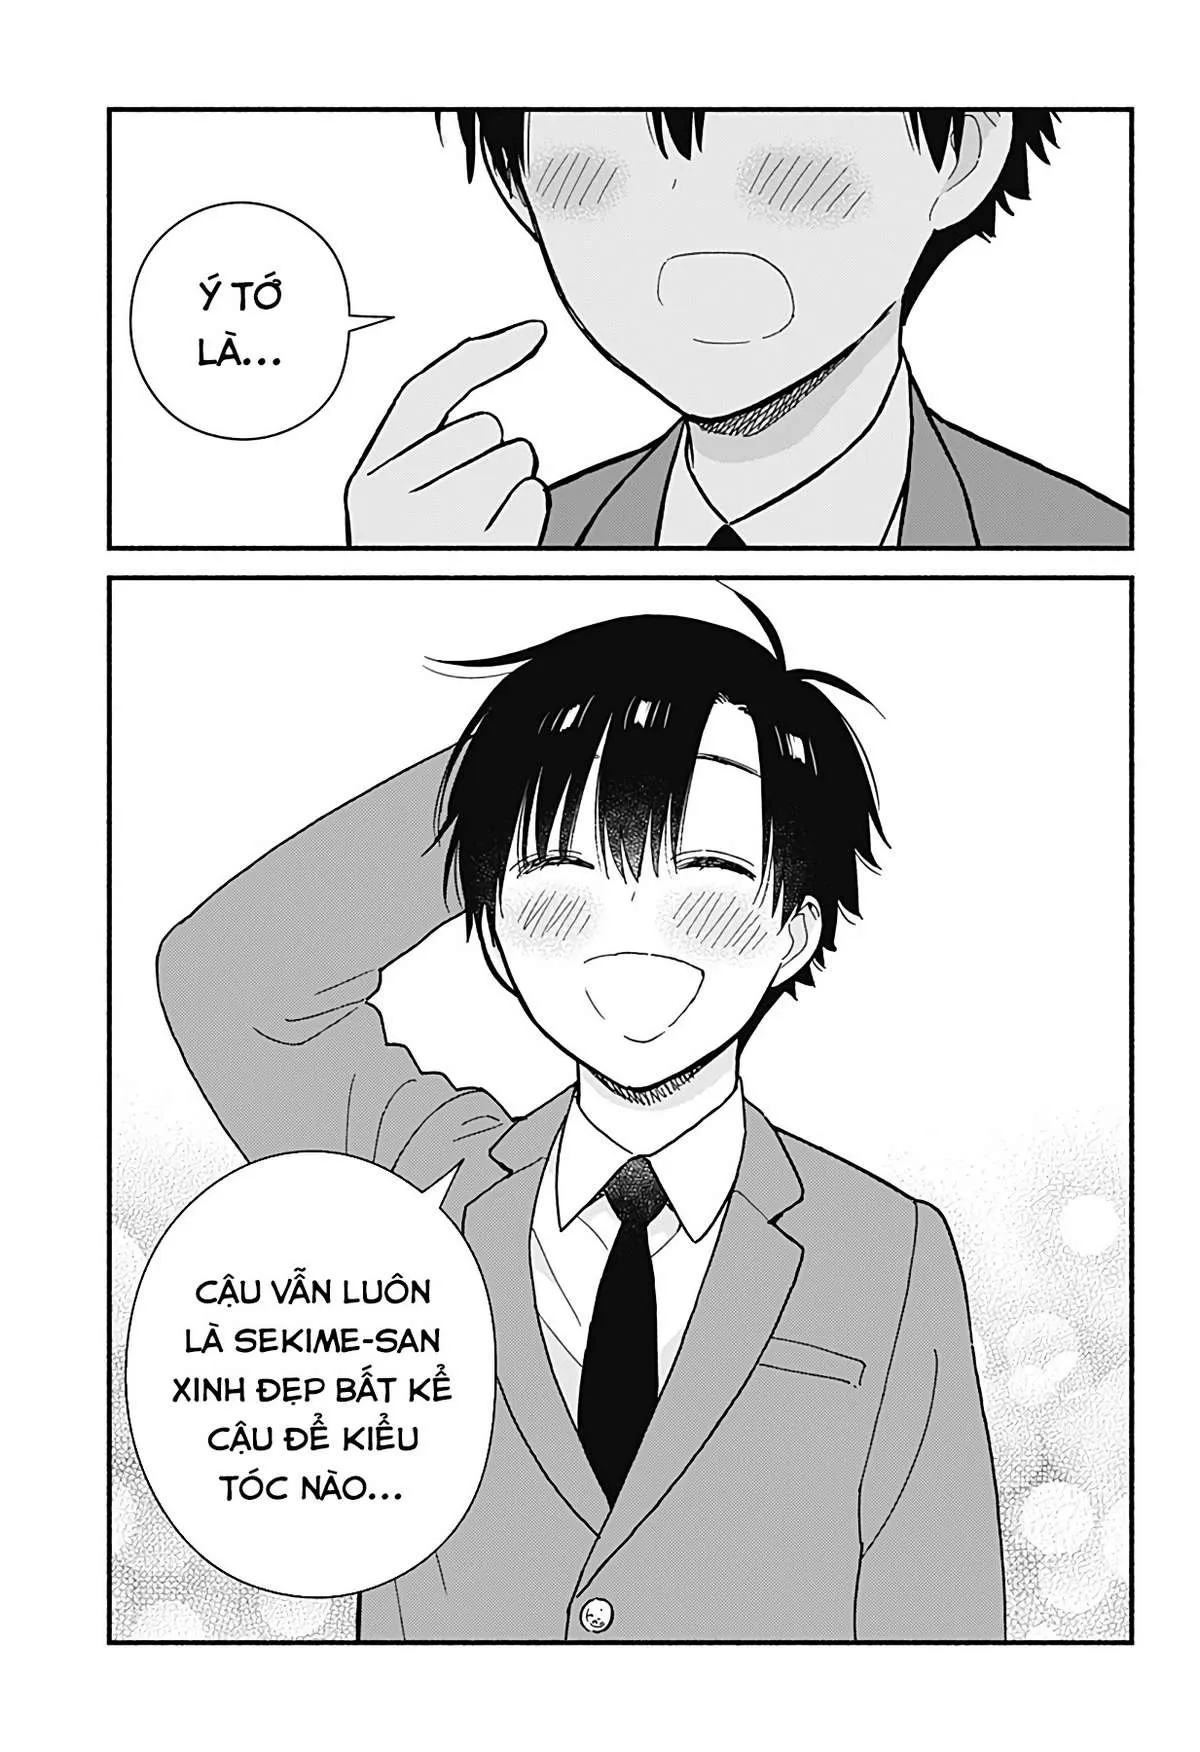 Ý TỚ
LÀ...
CẬU VẪN LUÔN
LÀ SEKIME-SAN
XINH ĐẸP BẤT KỂ
CẬU ĐỂ KIỂU
TÓC NÀO...